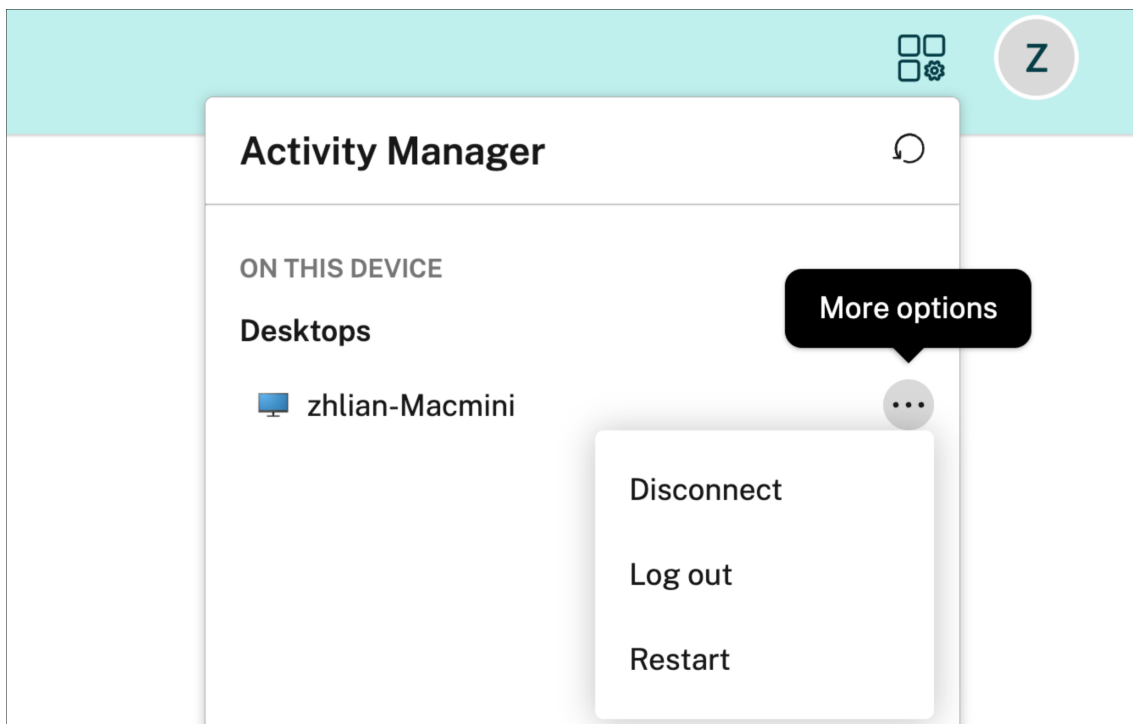 Z
Activity Manager
ON THIS DEVICE
More options
Desktops
zhlian-Macmini
Disconnect
Log out
Restart